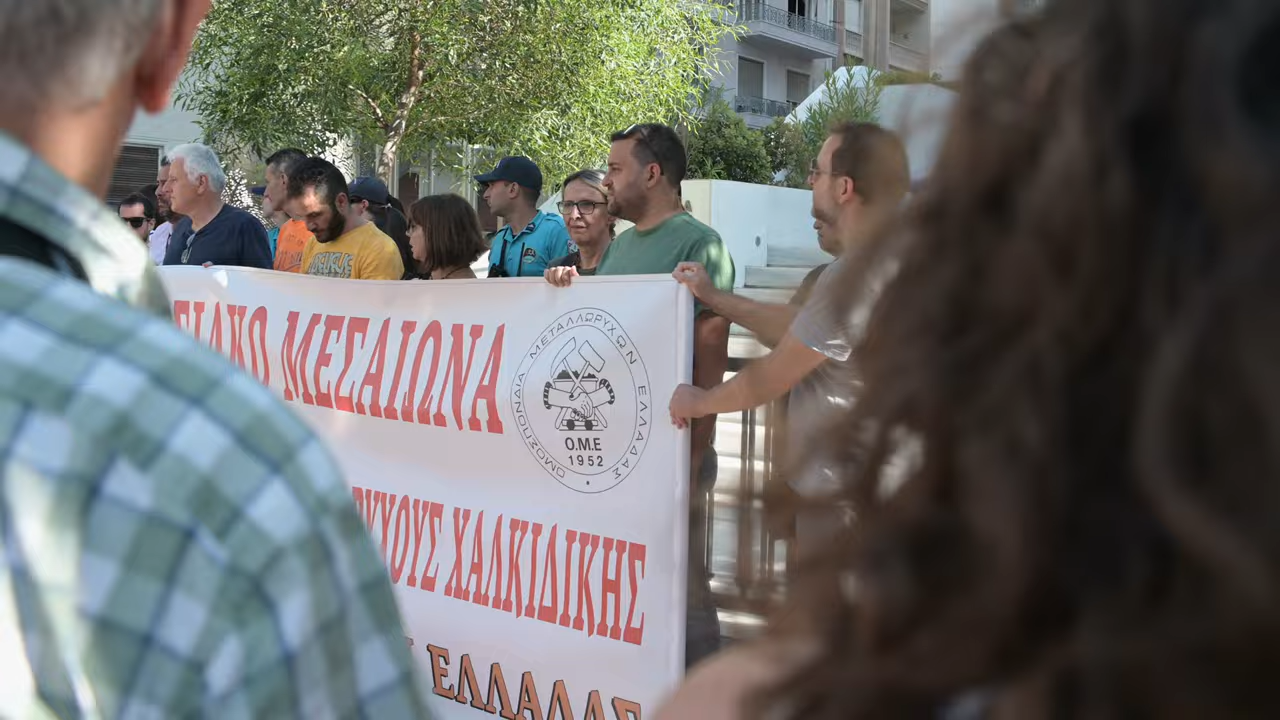 ΜΕΣΑΙΩΝΑ
ΟΜΟΣΠΟΝΔΙΑ ΜΕΤΑΛΛΩΡΥΧΩΝ ΕΛΛΑΔΑΣ
Ο.Μ.Ε
1952
ΧΑΛΚΙΔΙΚΗΣ
ΕΛΛΑΔΑΣ